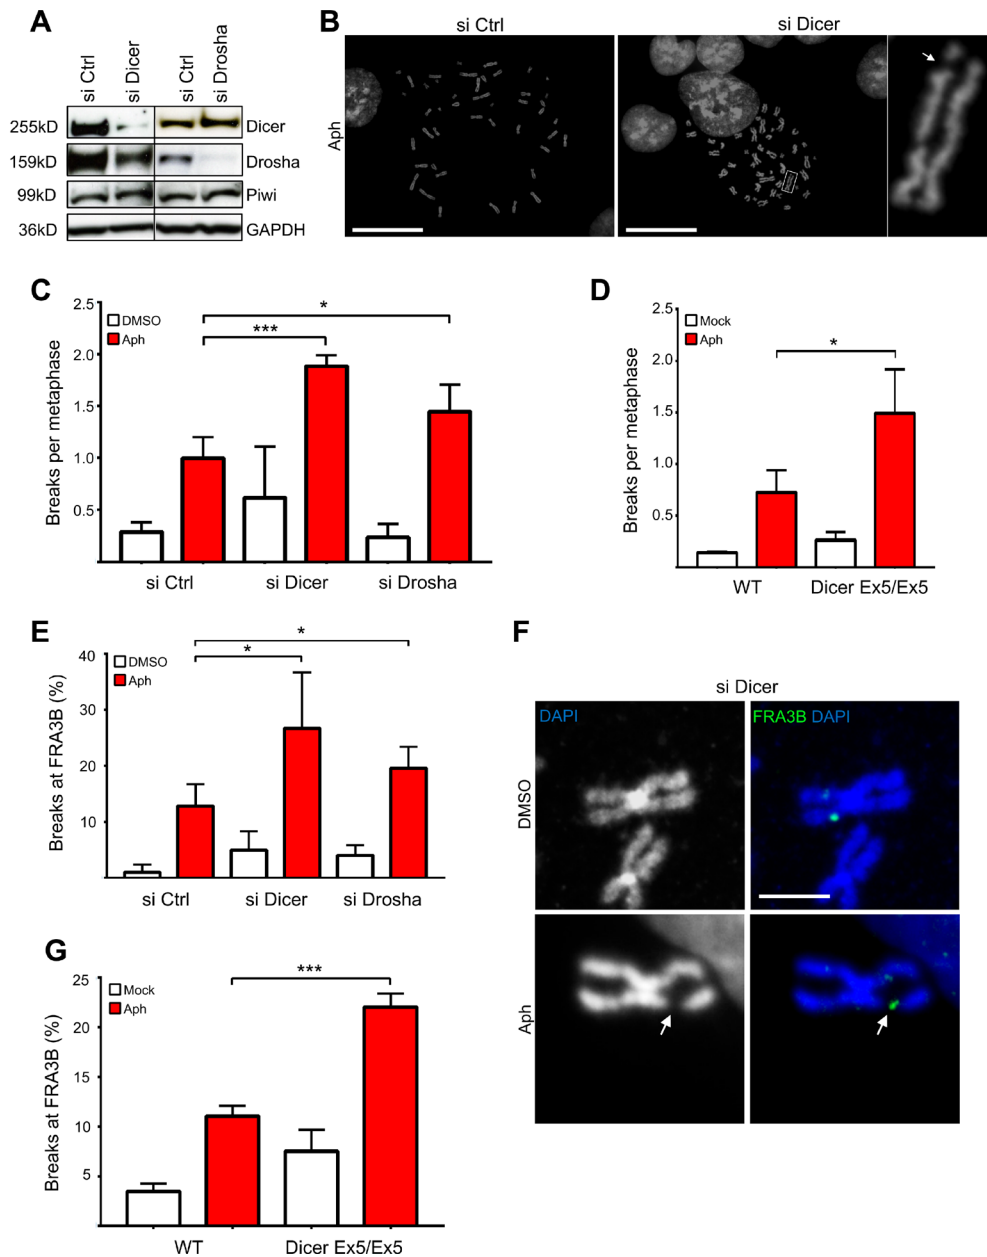 A
si Ctrl
si Dicer
si Ctrl
si Drosha
255kD
Dicer
159kD
Drosha
99kD
Piwi
36kD
GAPDH
B
si Ctrl
si Dicer
Aph
C
DMSO
Aph
Breaks per metaphase
2.5
2.0
1.5
1.0
0.5
*
***
si Ctrl
si Dicer
si Drosha
D
Mock
Aph
Breaks per metaphase
2.5
2.0
1.5
1.0
0.5
*
WT
Dicer Ex5/Ex5
E
DMSO
Aph
Breaks at FRA3B (%)
40
30
20
10
*
*
si Ctrl
si Dicer
si Drosha
F
si Dicer
DAPI
FRA3B DAPI
DMSO
Aph
G
Mock
Aph
Breaks at FRA3B (%)
25
20
15
10
5
***
WT
Dicer Ex5/Ex5